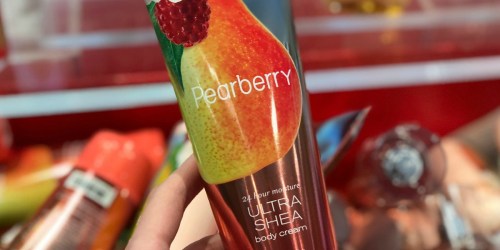 Pearberry
24 hour moisture
ULTRA
SHEA
body cream